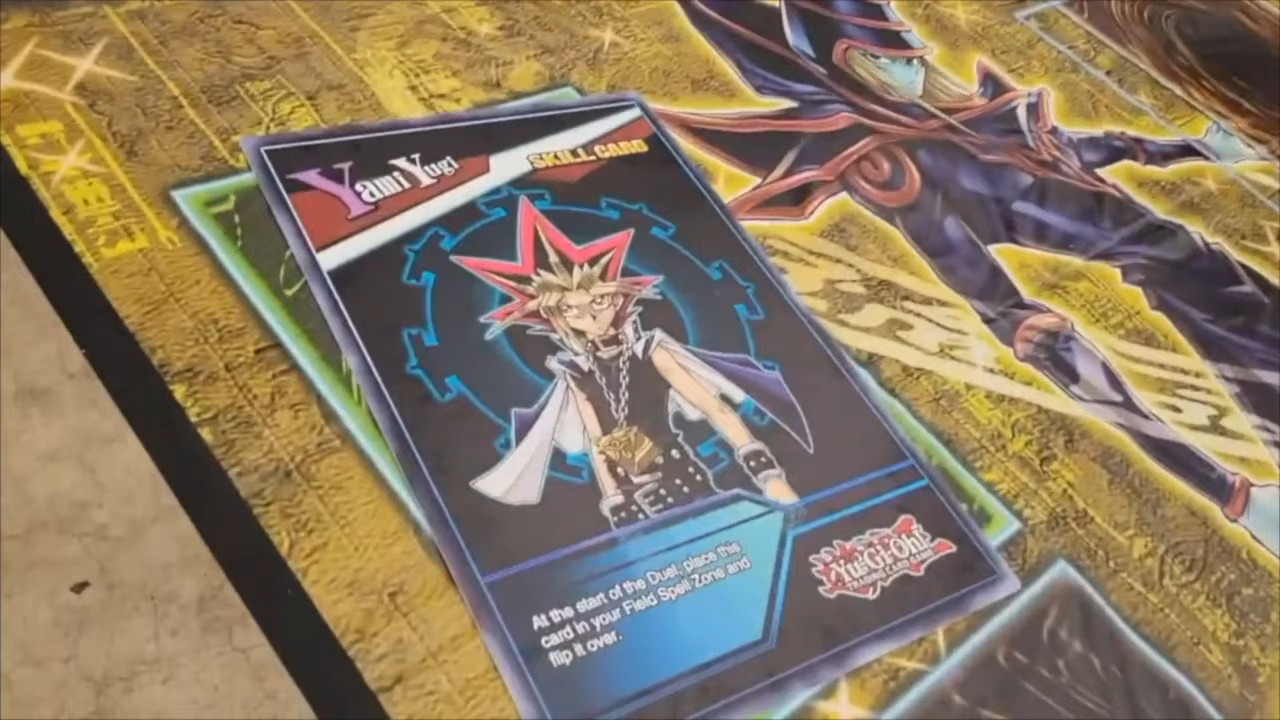 Yami Yugi
SKILL CARD
At the start of the Duel, place this
card in your Field Spell Zone and
flip it over.
Yu-Gi-Oh!
TRADING CARD GAME